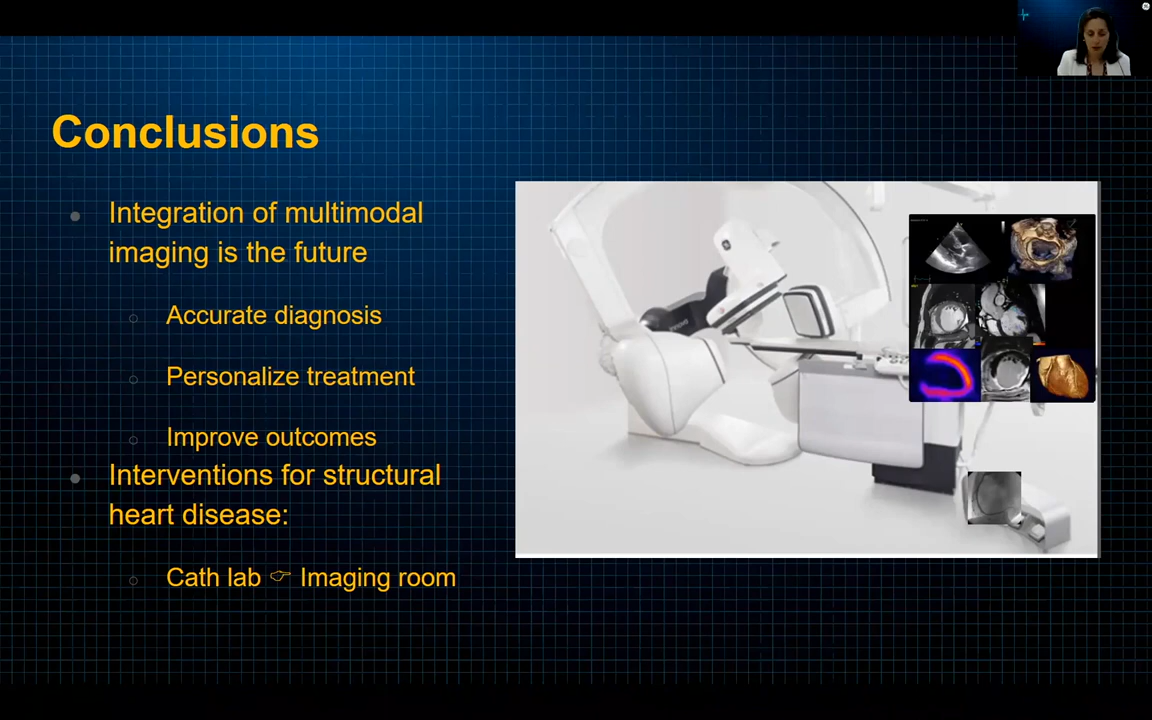 Conclusions
Integration of multimodal
imaging is the future
Accurate diagnosis
Personalize treatment
Improve outcomes
Interventions for structural
heart disease:
Cath lab 👉 Imaging room